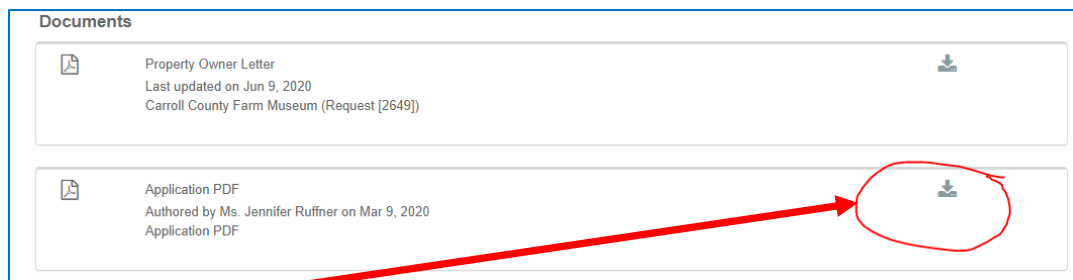 Documents
Property Owner Letter
Last updated on Jun 9, 2020
Carroll County Farm Museum (Request [2649])
Application PDF
Authored by Ms. Jennifer Ruffner on Mar 9, 2020
Application PDF